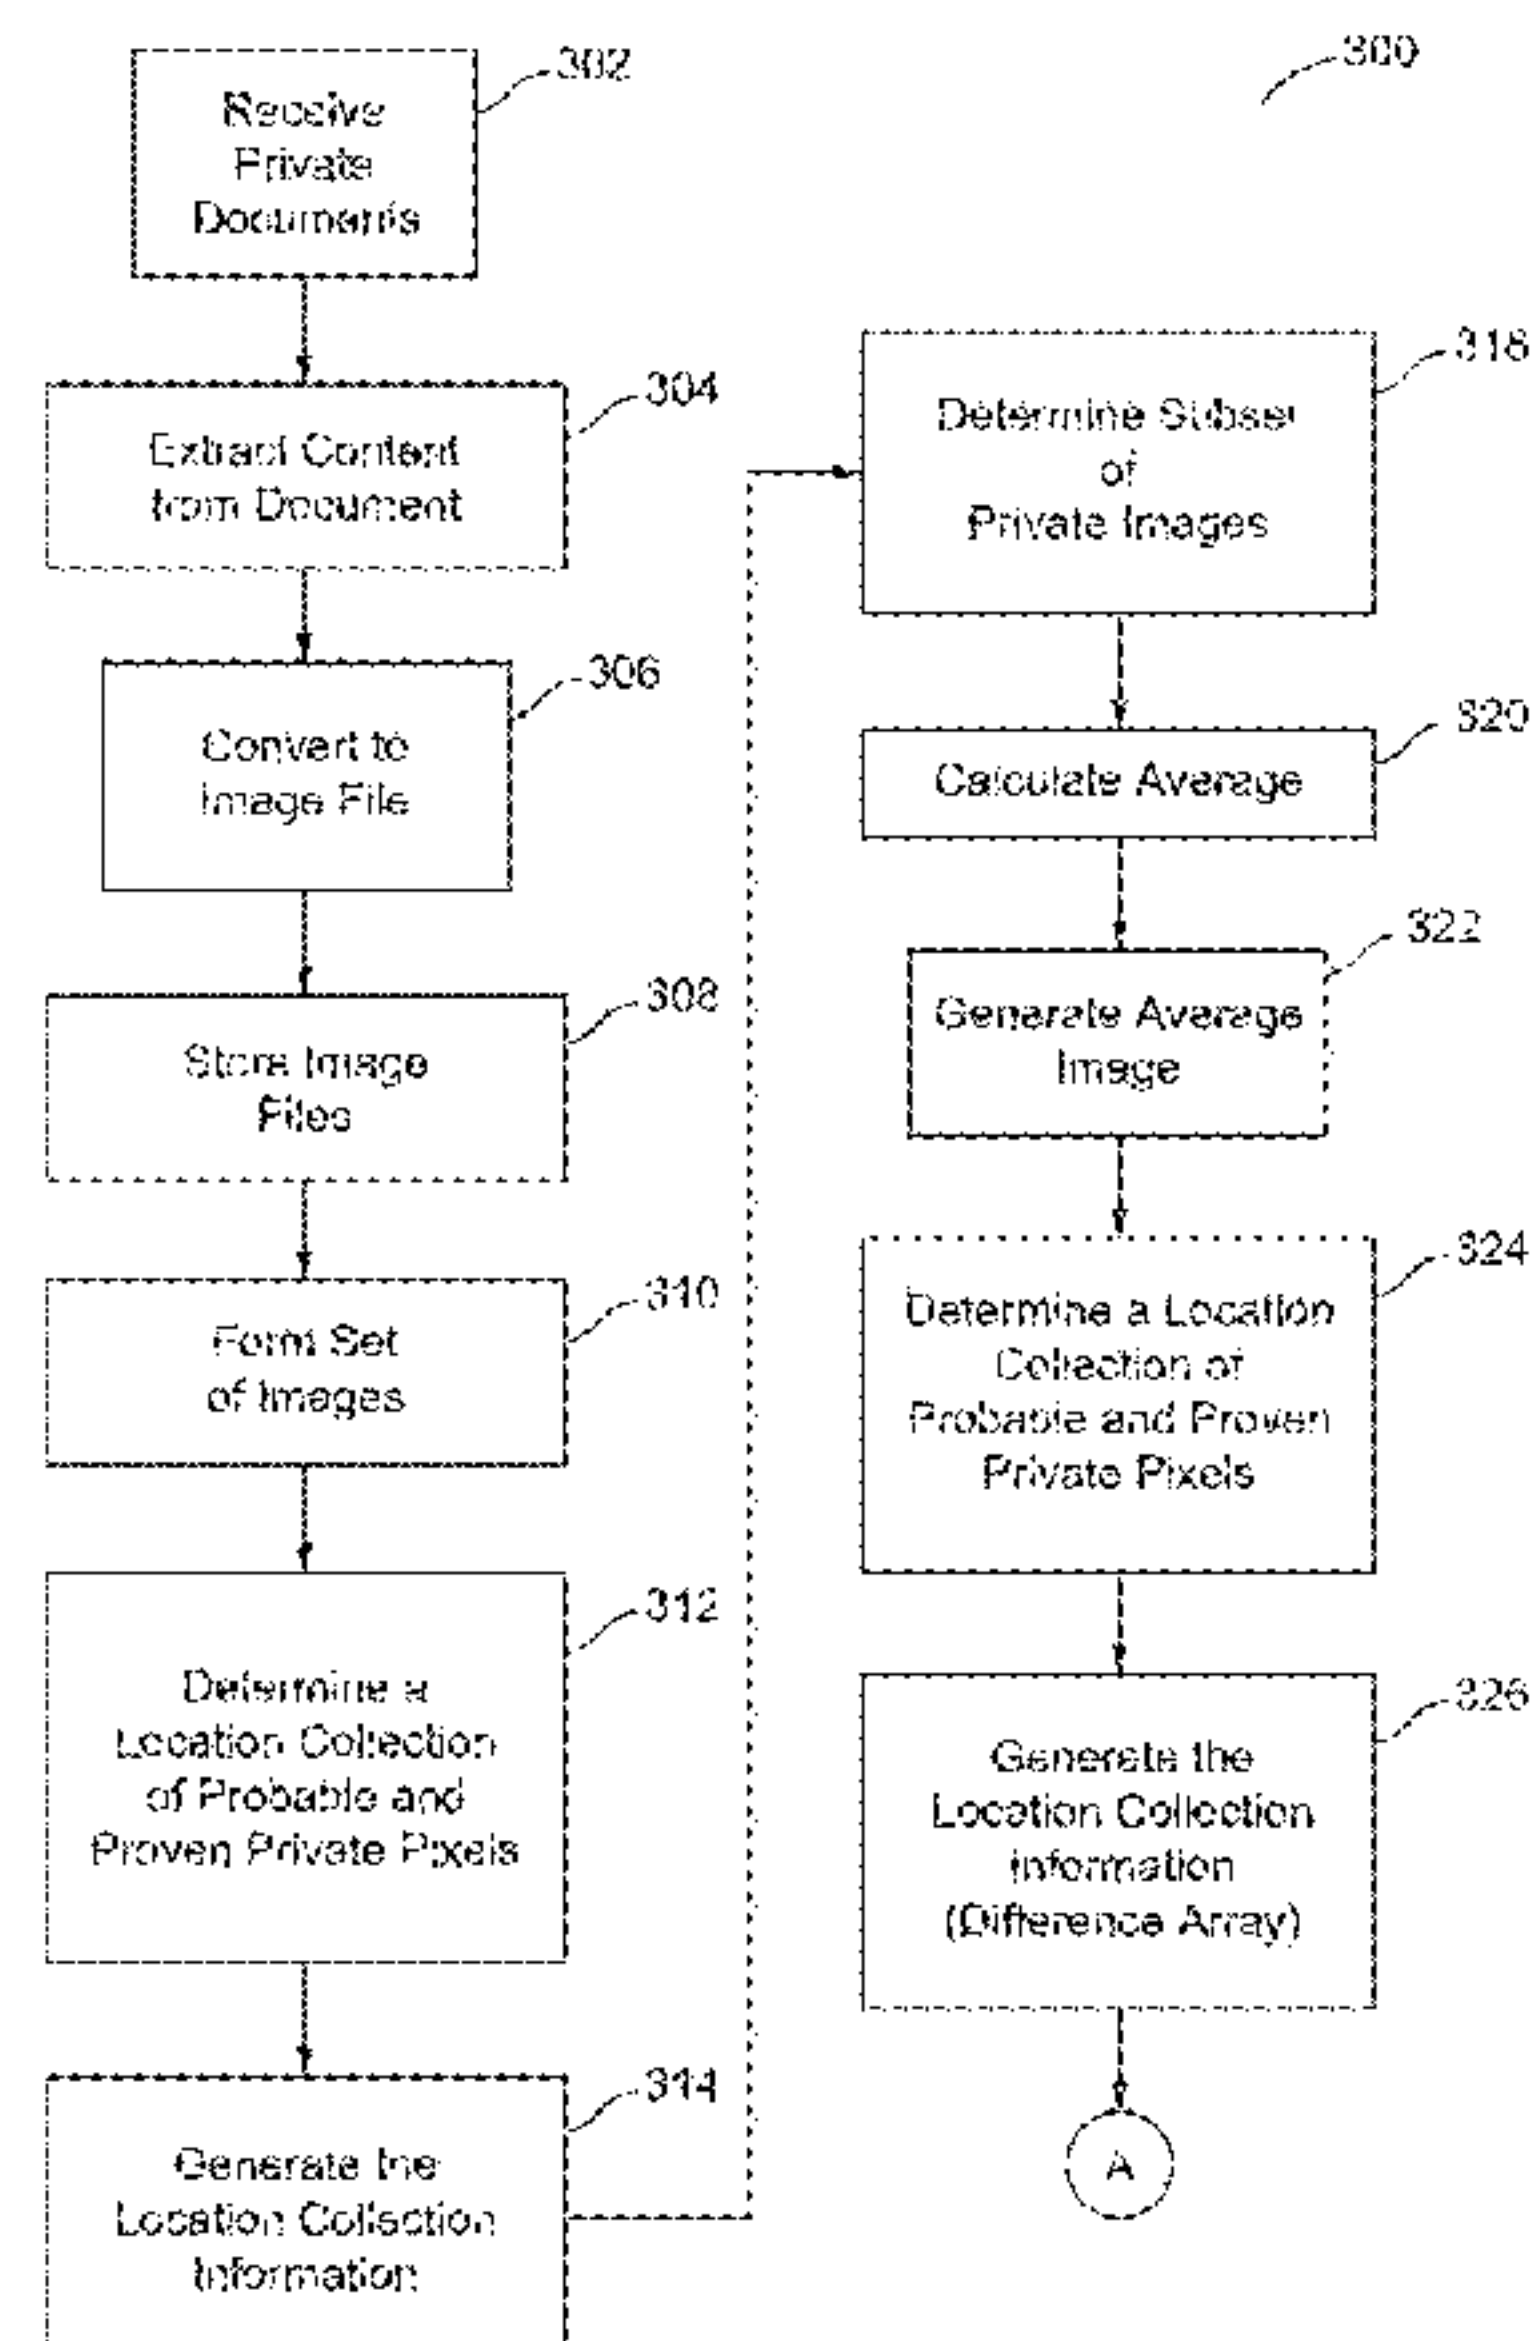 300
302
Receive
Private
Documents
304
Extract Content
from Document
306
Convert to
Image File
308
Store Image
Files
310
Form Set
of Images
312
Determine a
Location Collection
of Probable and
Proven Private Pixels
314
Generate the
Location Collection
Information
318
Determine Subset
of
Private Images
320
Calculate Average
322
Generate Average
Image
324
Determine a Location
Collection of
Probable and Proven
Private Pixels
326
Generate the
Location Collection
Information
(Difference Array)
A